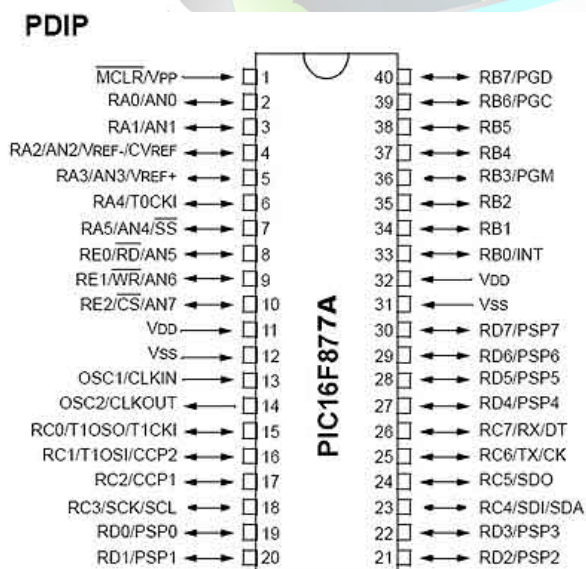 PDIP
MCLR/VPP 1 40 RB7/PGD
RA0/AN0 2 39 RB6/PGC
RA1/AN1 3 38 RB5
RA2/AN2/VREF-/CVREF 4 37 RB4
RA3/AN3/VREF+ 5 36 RB3/PGM
RA4/T0CKI 6 35 RB2
RA5/AN4/SS 7 34 RB1
RE0/RD/AN5 8 33 RB0/INT
RE1/WR/AN6 9 32 VDD
RE2/CS/AN7 10 31 VSS
VDD 11 30 RD7/PSP7
VSS 12 29 RD6/PSP6
OSC1/CLKIN 13 28 RD5/PSP5
OSC2/CLKOUT 14 27 RD4/PSP4
RC0/T1OSO/T1CKI 15 26 RC7/RX/DT
RC1/T1OSI/CCP2 16 25 RC6/TX/CK
RC2/CCP1 17 24 RC5/SDO
RC3/SCK/SCL 18 23 RC4/SDI/SDA
RD0/PSP0 19 22 RD3/PSP3
RD1/PSP1 20 21 RD2/PSP2
PIC16F877A